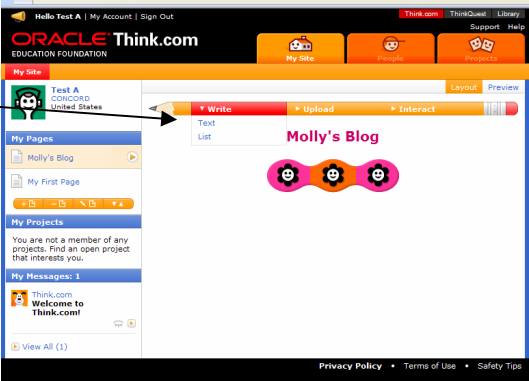 Hello Test A | My Account | Sign Out
Think.com ThinkQuest Library
Support Help
ORACLE Think.com
EDUCATION FOUNDATION
My Site People Projects
My Site
Layout Preview
Test A
CONCORD
United States
▼ Write ▶ Upload ▶ Interact
Text
List
Molly's Blog
My Pages
Molly's Blog
My First Page
My Projects
You are not a member of any
projects. Find an open project
that interests you.
My Messages: 1
Think.com
Welcome to
Think.com!
View All (1)
Privacy Policy • Terms of Use • Safety Tips